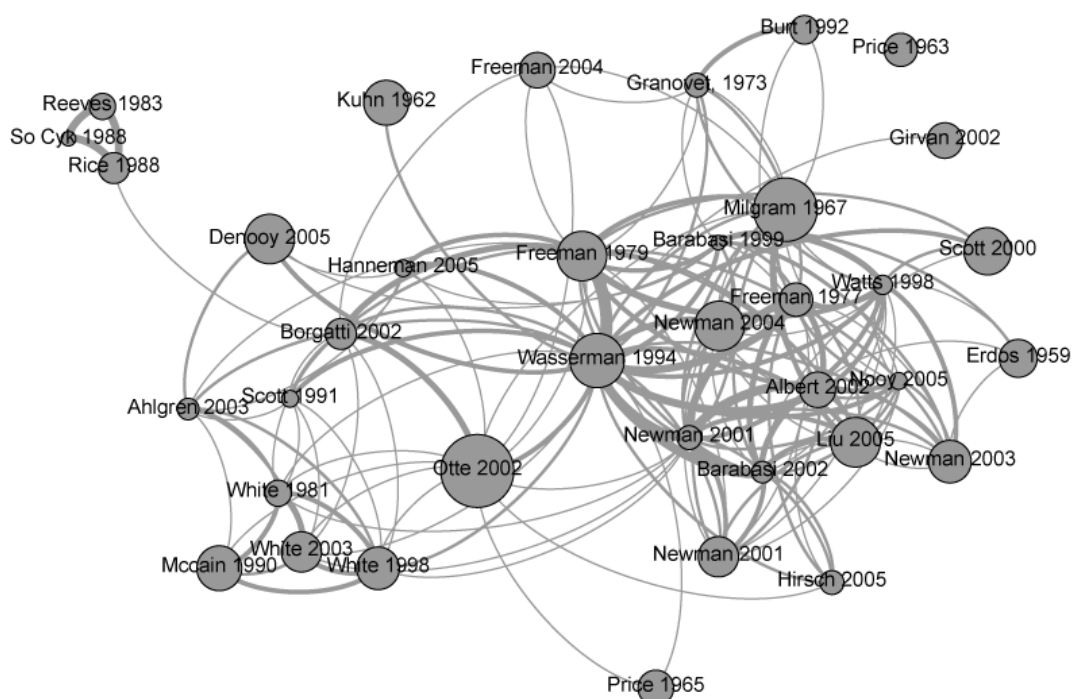 Burt 1992
Price 1963
Freeman 2004
Granovet, 1973
Kuhn 1962
Reeves 1983
So Cyk 1988
Rice 1988
Girvan 2002
Milgram 1967
Denooy 2005
Freeman 1979
Barabasi 1999
Scott 2000
Hanneman 2005
Watts 1998
Freeman 1977
Newman 2004
Borgatti 2002
Wasserman 1994
Erdos 1959
Albert 2002
Nooy 2005
Scott 1991
Ahlgren 2003
Newman 2001
Liu 2005
Otte 2002
Barabasi 2002
Newman 2003
White 1981
White 2003
Mccain 1990
White 1998
Newman 2001
Hirsch 2005
Price 1965